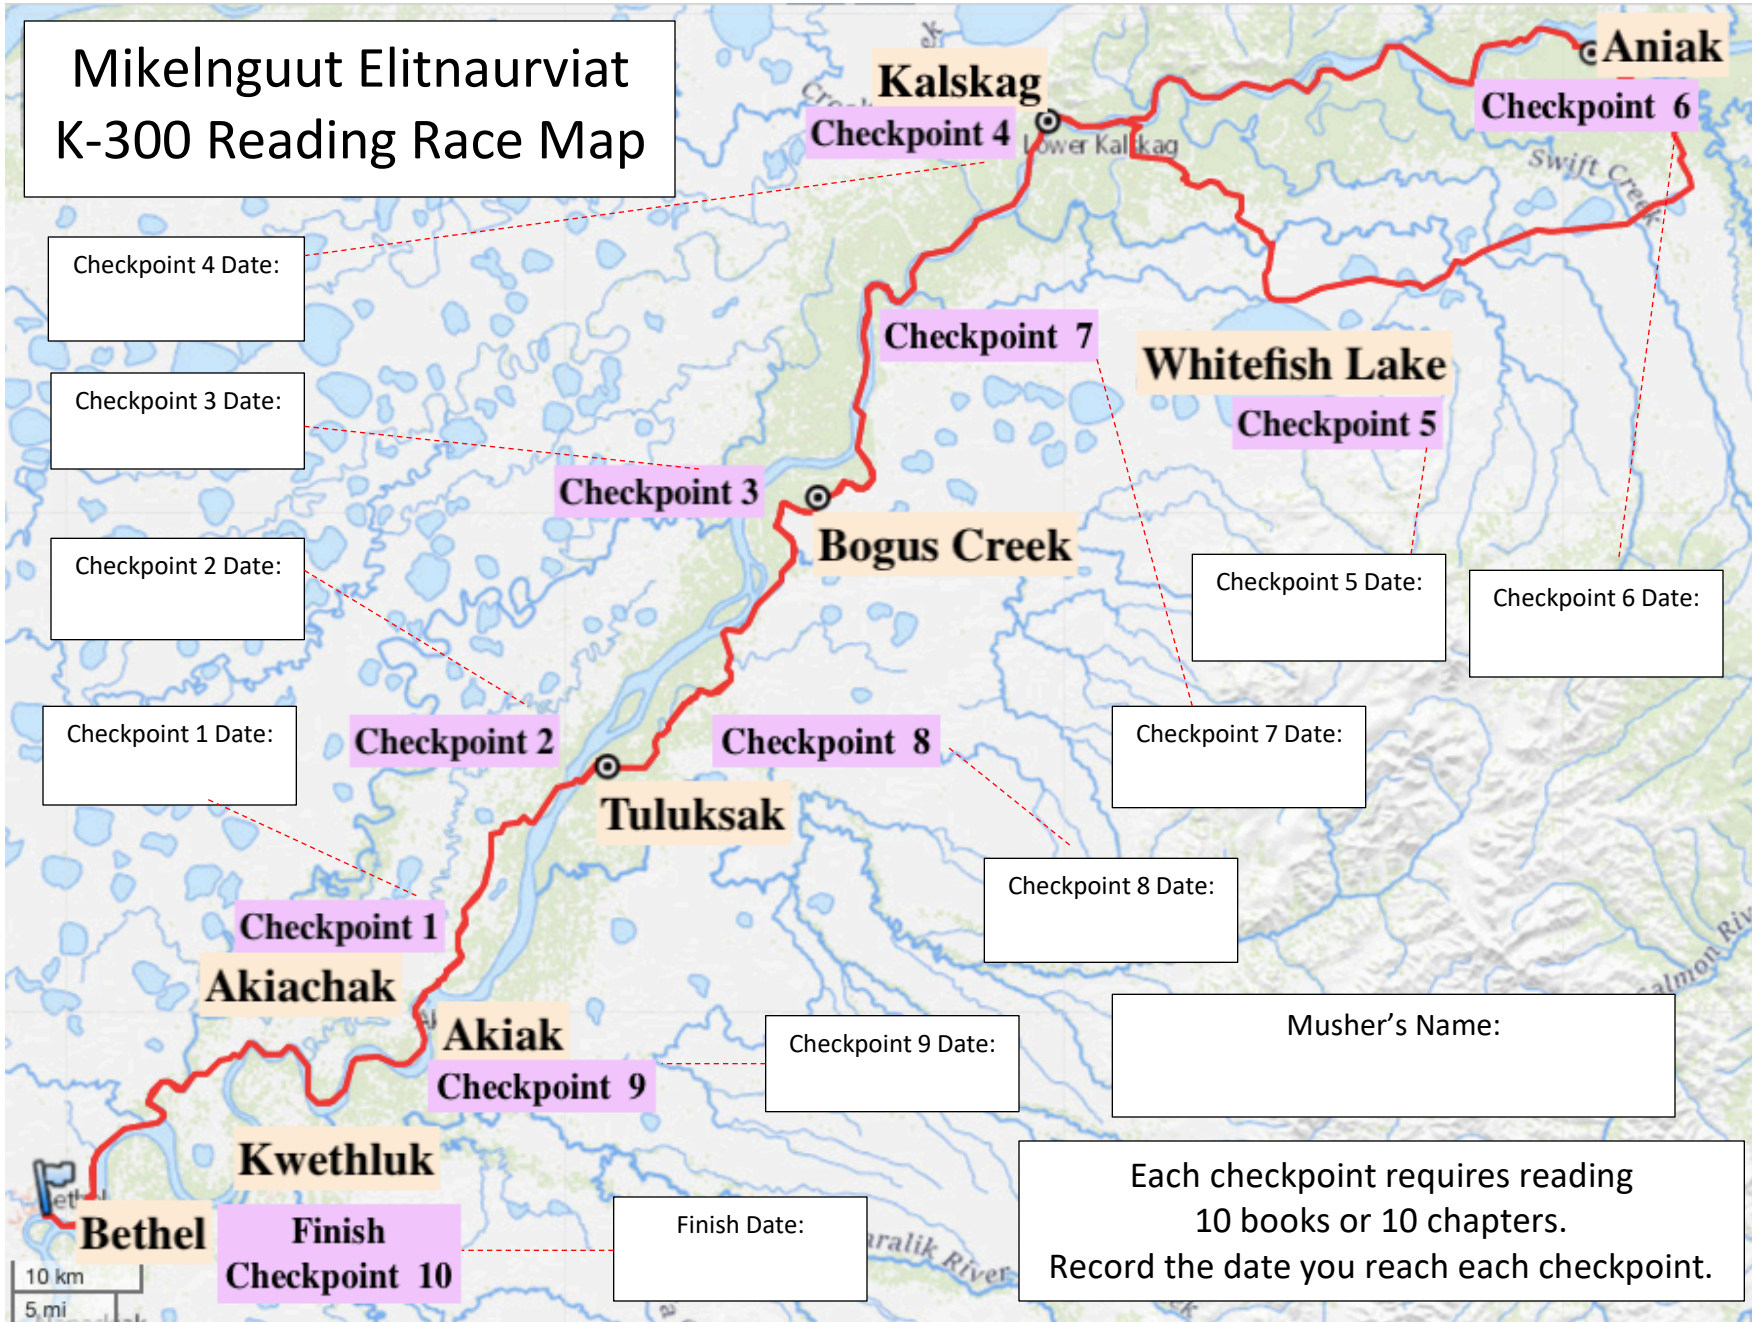 Mikelnguut Elitnaurviat
K-300 Reading Race Map
Aniak
Checkpoint 6
Kalskag
Checkpoint 4
Lower Kalskag
Swift Creek
Checkpoint 4 Date:
Checkpoint 7
Whitefish Lake
Checkpoint 5
Checkpoint 3 Date:
Checkpoint 3
Bogus Creek
Checkpoint 2 Date:
Checkpoint 5 Date:
Checkpoint 6 Date:
Checkpoint 1 Date:
Checkpoint 2
Checkpoint 8
Checkpoint 7 Date:
Tuluksak
Checkpoint 8 Date:
Checkpoint 1
Akiachak
Akiak
Checkpoint 9
Checkpoint 9 Date:
Musher's Name:
Kwethluk
Bethel
Finish
Checkpoint 10
Finish Date:
River
Each checkpoint requires reading
10 books or 10 chapters.
Record the date you reach each checkpoint.
10 km
5 mi